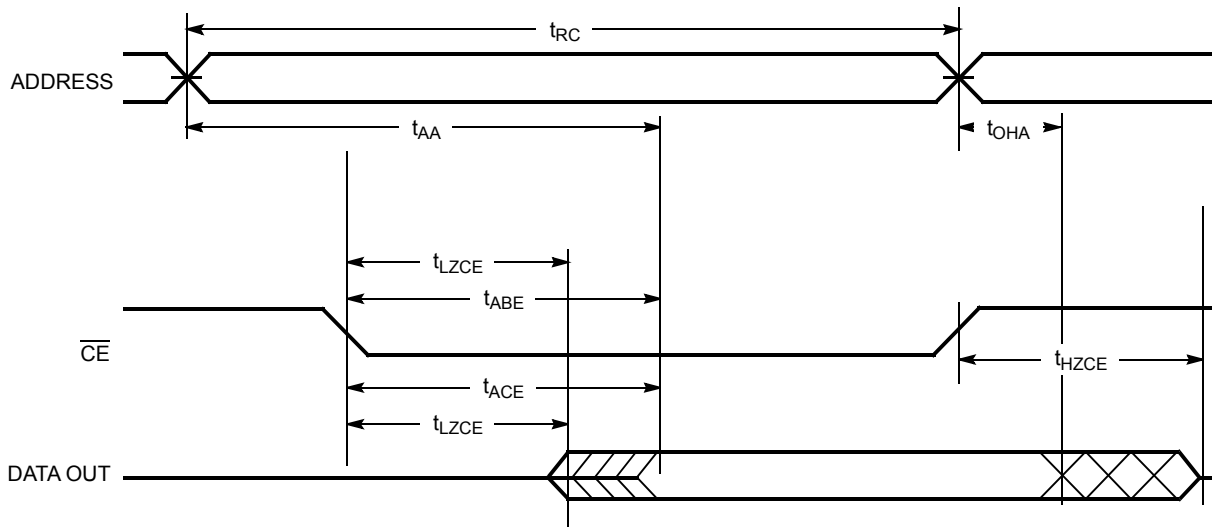 tRC
ADDRESS
tAA
tOHA
tLZCE
tABE
CE
tHZCE
tACE
tLZCE
DATA OUT